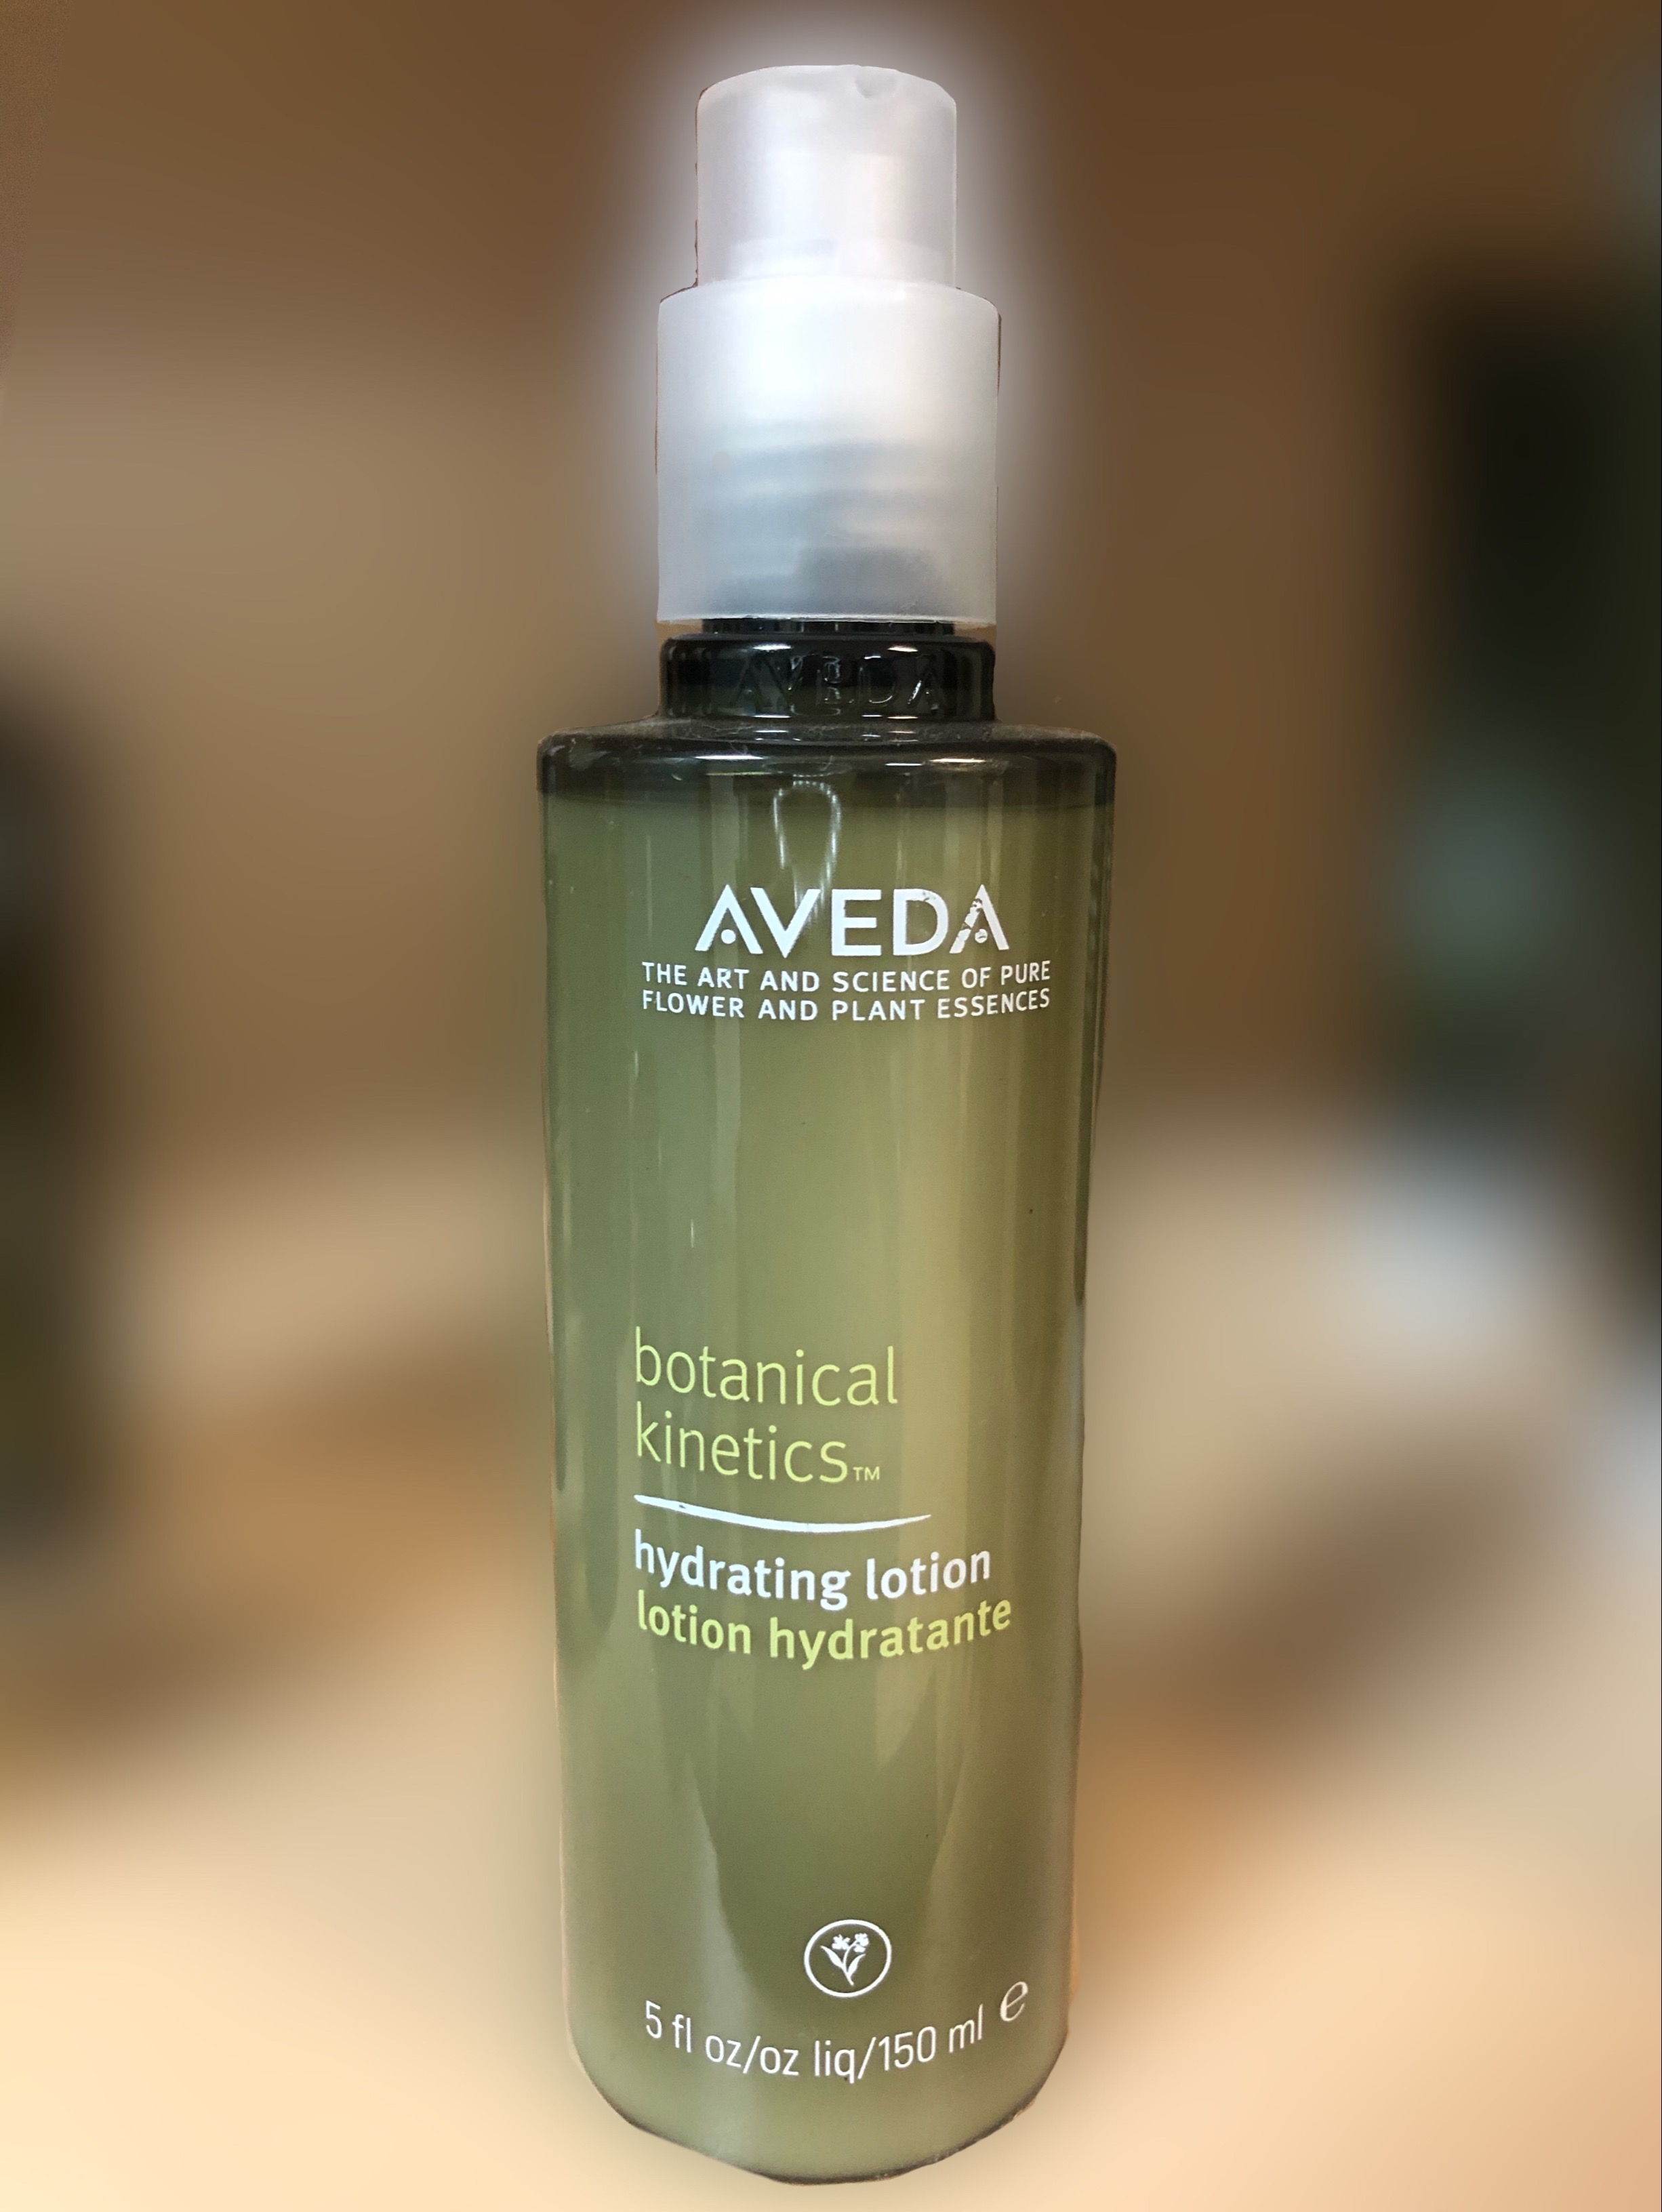 AVEDA
AVEDA
THE ART AND SCIENCE OF PURE
FLOWER AND PLANT ESSENCES
botanical
kinetics™
hydrating lotion
lotion hydratante
5 fl oz/oz liq/150 ml e